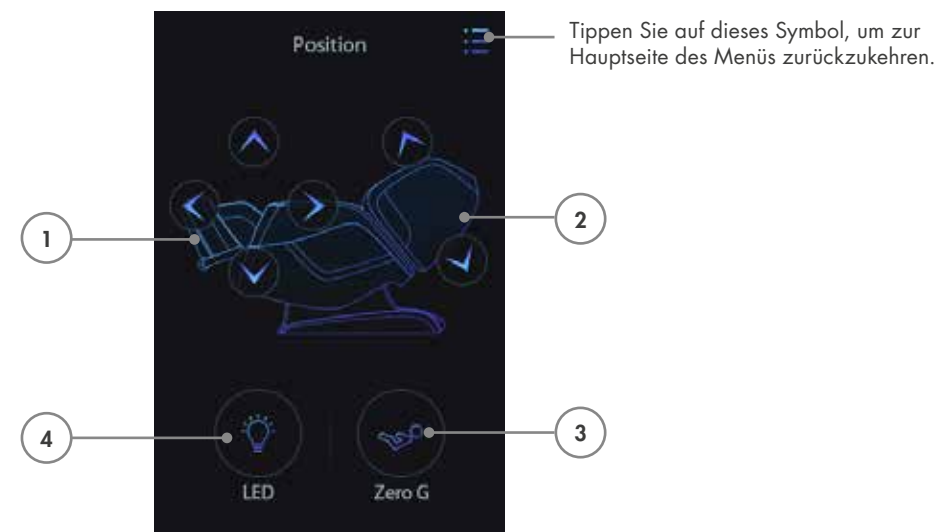 Position
Tippen Sie auf dieses Symbol, um zur
Hauptseite des Menüs zurückzukehren.
1
2
4
3
LED
Zero G